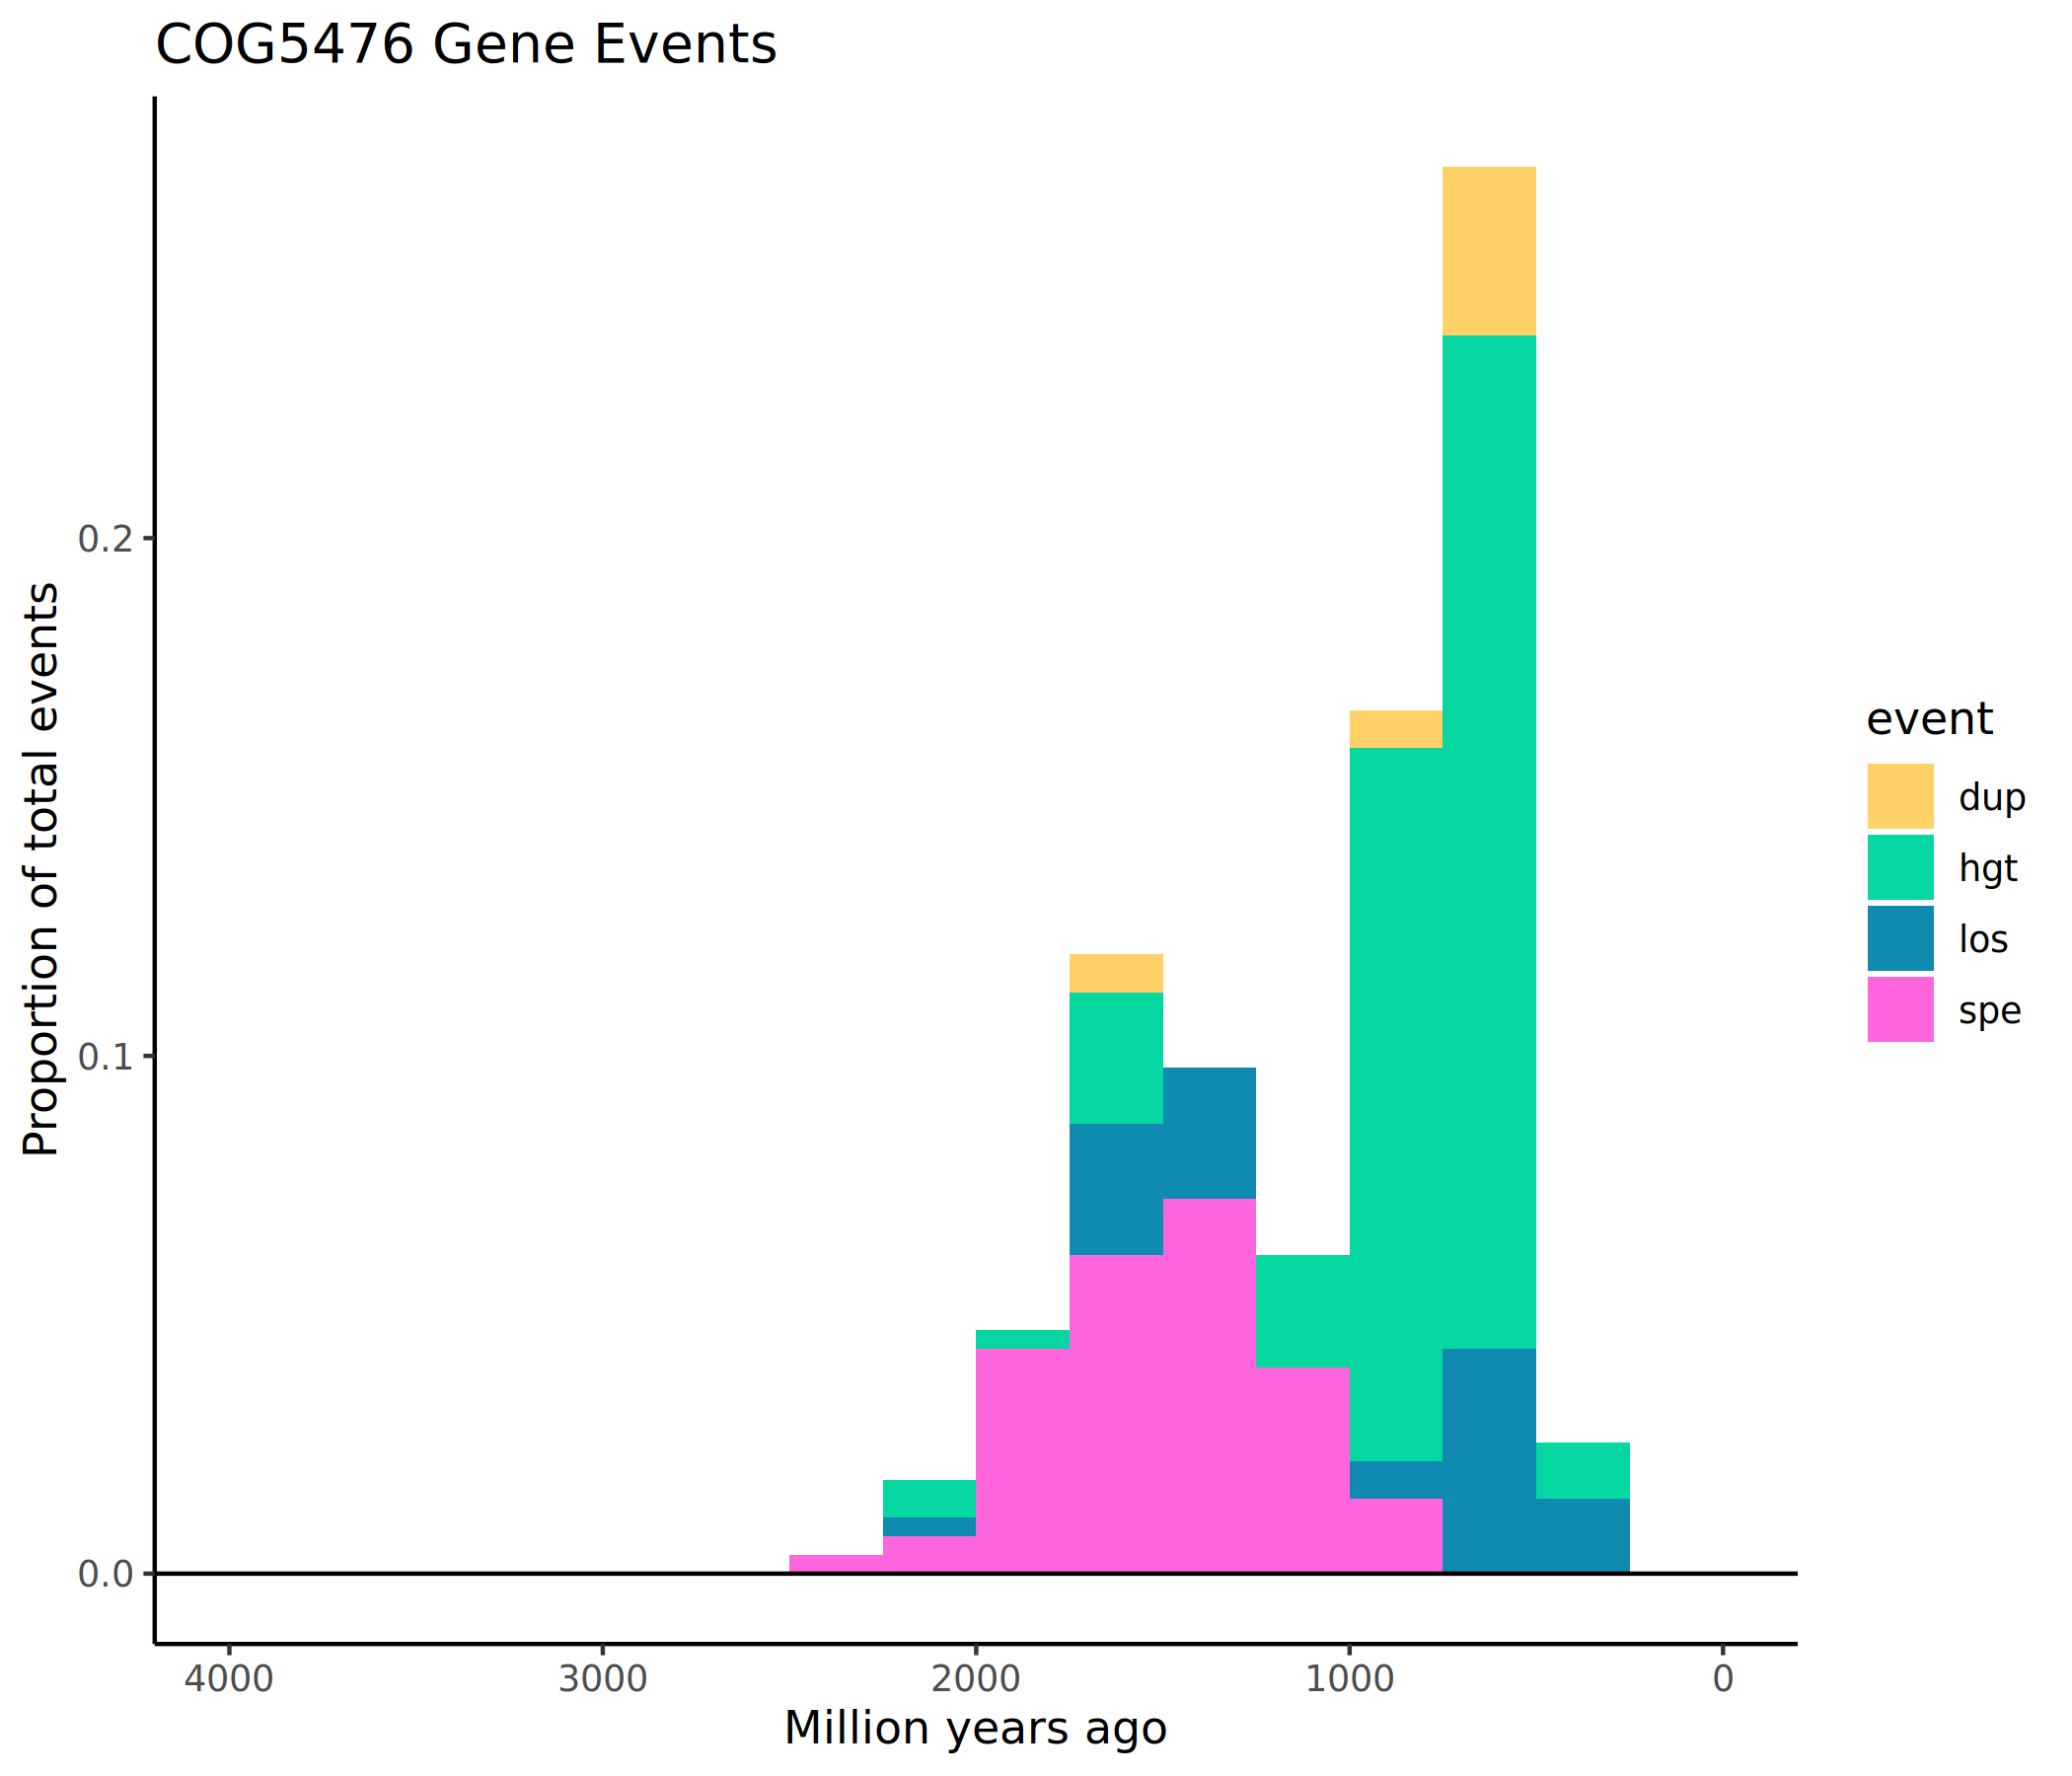 COG5476 Gene Events
Proportion of total events
0.2
0.1
0.0
4000 3000 2000 1000 0
Million years ago
event
dup
hgt
los
spe